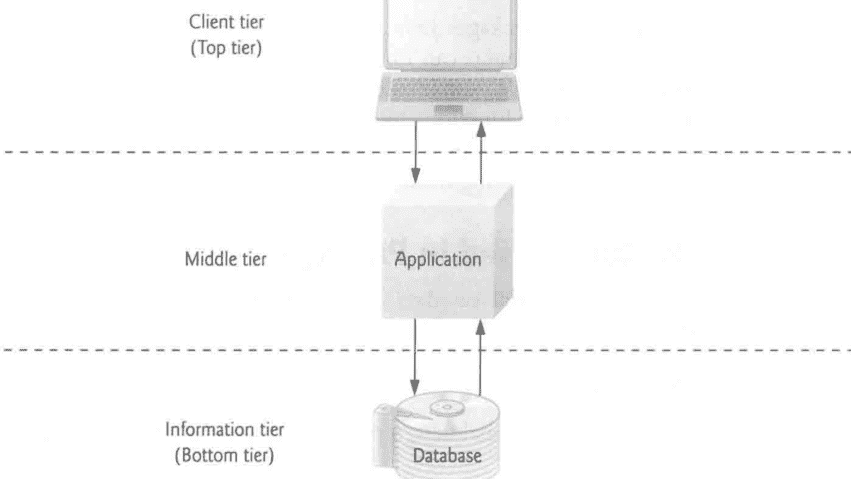 Client tier
(Top tier)
Middle tier
Application
Information tier
(Bottom tier)
Database